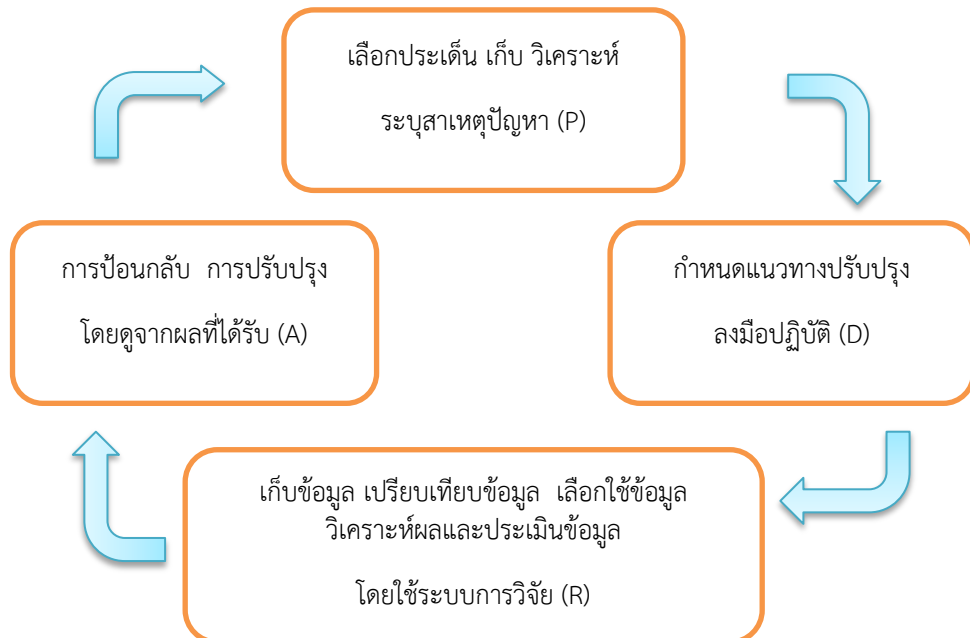 เลือกประเด็น เก็บ วิเคราะห์
ระบุสาเหตุปัญหา (P)
กำหนดแนวทางปรับปรุง
ลงมือปฏิบัติ (D)
เก็บข้อมูล เปรียบเทียบข้อมูล เลือกใช้ข้อมูล
วิเคราะห์ผลและประเมินข้อมูล
โดยใช้ระบบการวิจัย (R)
การป้อนกลับ การปรับปรุง
โดยดูจากผลที่ได้รับ (A)